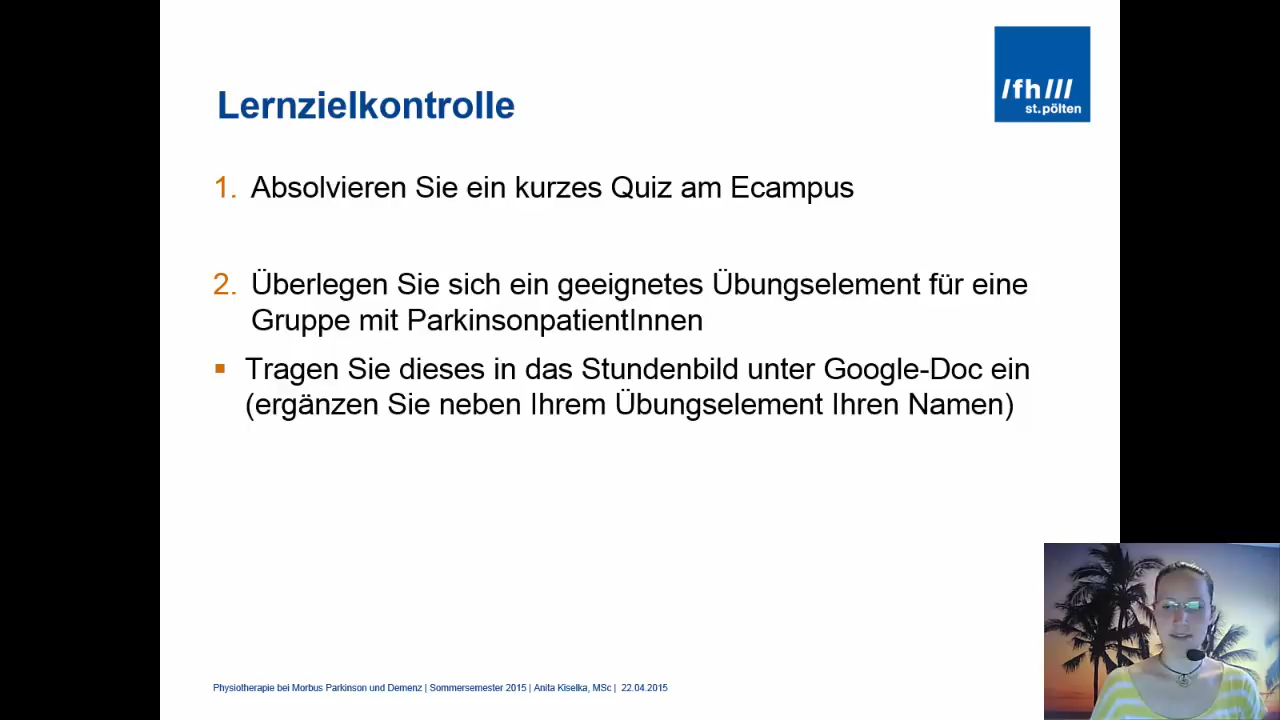 /fh///
st.pölten
Lernzielkontrolle
1. Absolvieren Sie ein kurzes Quiz am Ecampus
2. Überlegen Sie sich ein geeignetes Übungselement für eine
Gruppe mit ParkinsonpatientInnen
▪ Tragen Sie dieses in das Stundenbild unter Google-Doc ein
(ergänzen Sie neben Ihrem Übungselement Ihren Namen)
Physiotherapie bei Morbus Parkinson und Demenz | Sommersemester 2015 | Anita Kiselka, MSc | 22.04.2015